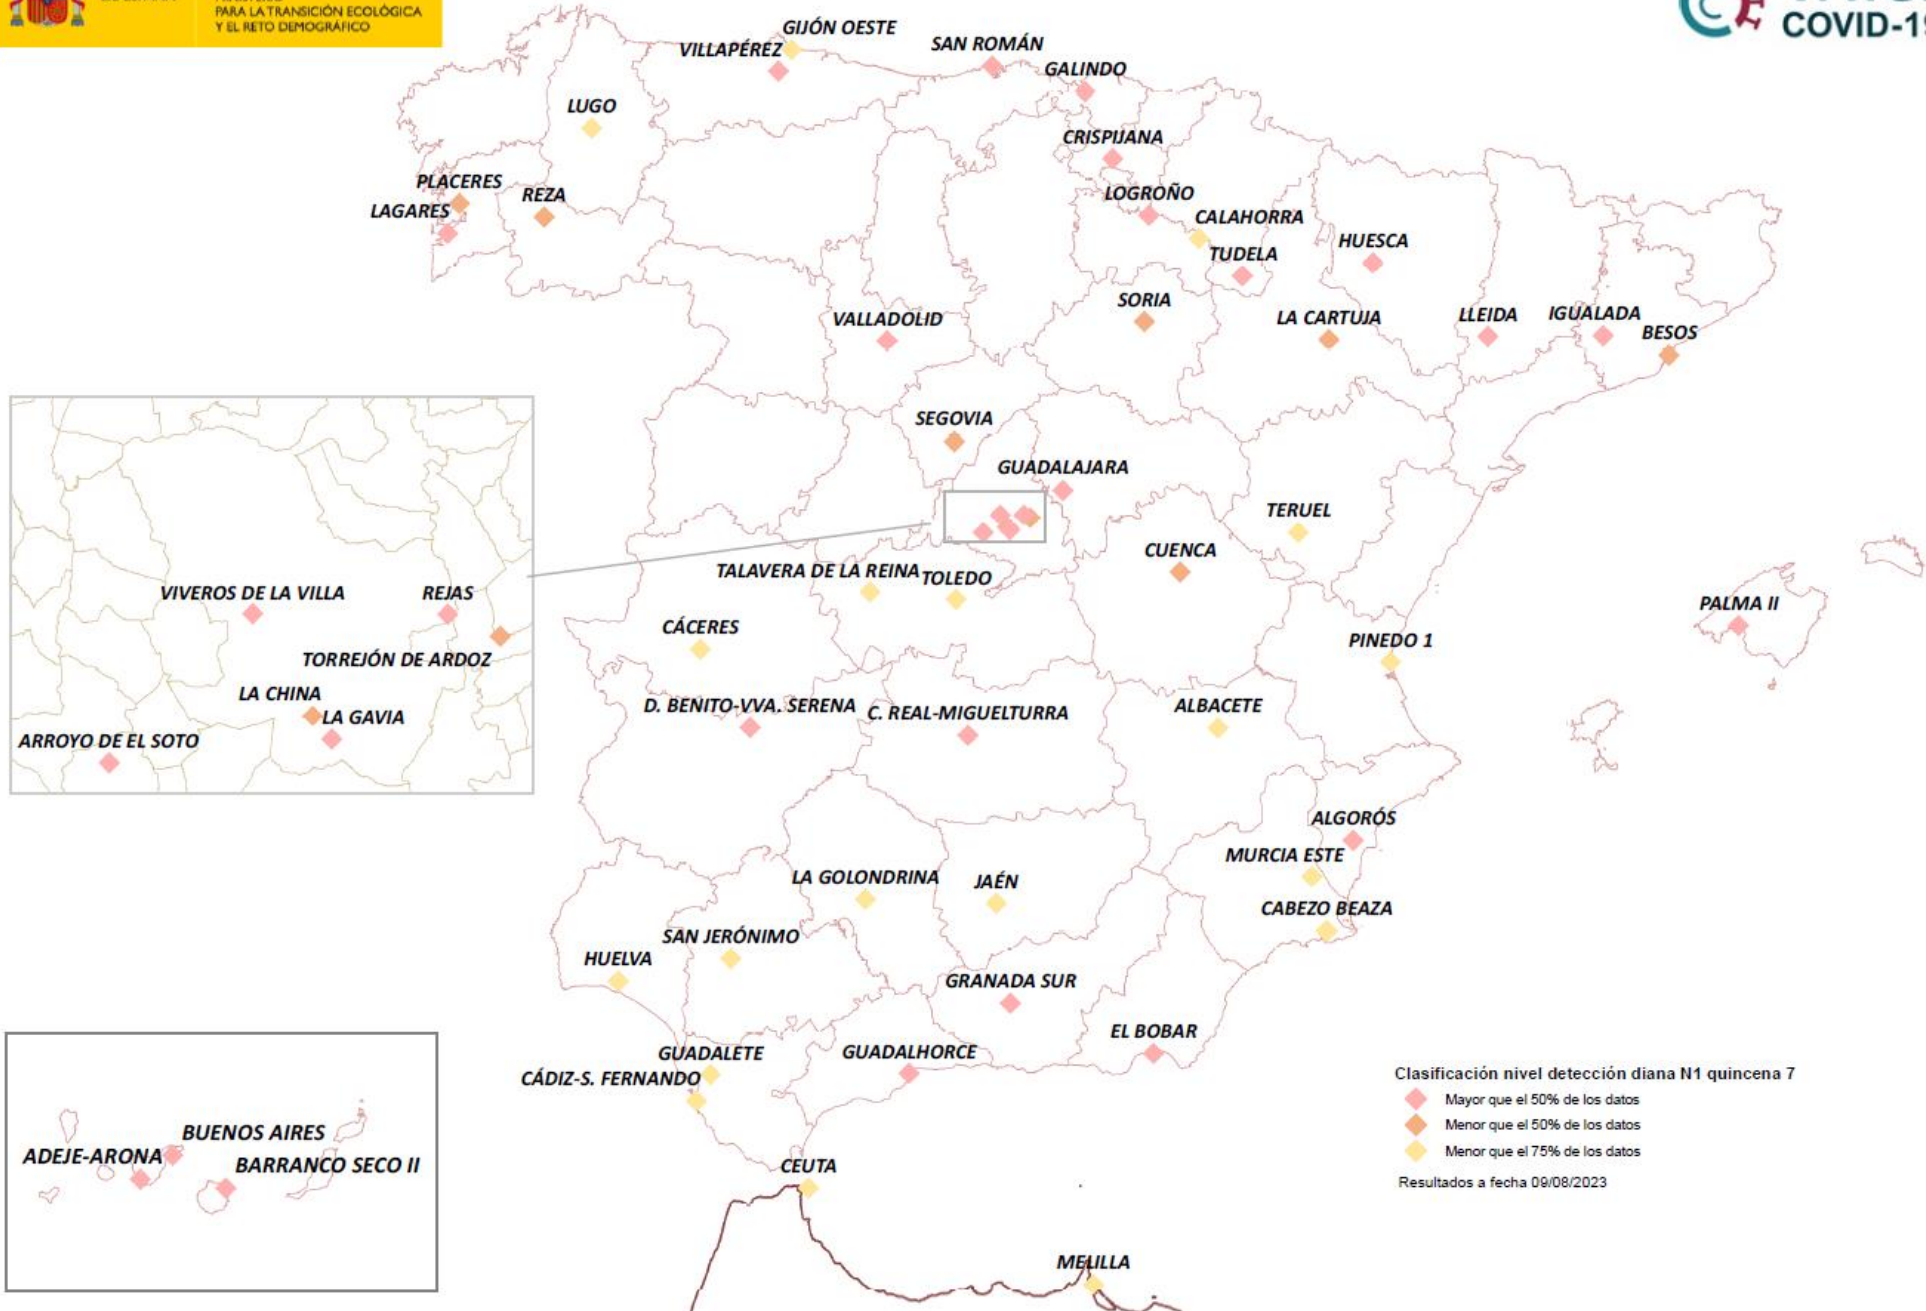 PARA LA TRANSICIÓN ECOLÓGICA
Y EL RETO DEMOGRÁFICO
COVID-19
GIJÓN OESTE
VILLAPÉREZ
SAN ROMÁN
GALINDO
LUGO
CRISPIJANA
PLACERES
REZA
LOGROÑO
LAGARES
CALAHORRA
HUESCA
TUDELA
SORIA
VALLADOLID
LA CARTUJA
LLEIDA
IGUALADA
BESOS
SEGOVIA
GUADALAJARA
TERUEL
CUENCA
TALAVERA DE LA REINA
TOLEDO
VIVEROS DE LA VILLA
REJAS
PALMA II
CÁCERES
PINEDO 1
TORREJÓN DE ARDOZ
LA CHINA
LA GAVIA
D. BENITO-VVA. SERENA
C. REAL-MIGUELTURRA
ALBACETE
ARROYO DE EL SOTO
ALGORÓS
MURCIA ESTE
LA GOLONDRINA
JAÉN
CABEZO BEAZA
SAN JERÓNIMO
HUELVA
GRANADA SUR
EL BOBAR
GUADALETE
GUADALHORCE
CÁDIZ-S. FERNANDO
Clasificación nivel detección diana N1 quincena 7
Mayor que el 50% de los datos
Menor que el 50% de los datos
Menor que el 75% de los datos
Resultados a fecha 09/08/2023
BUENOS AIRES
ADEJE-ARONA
BARRANCO SECO II
CEUTA
MELILLA